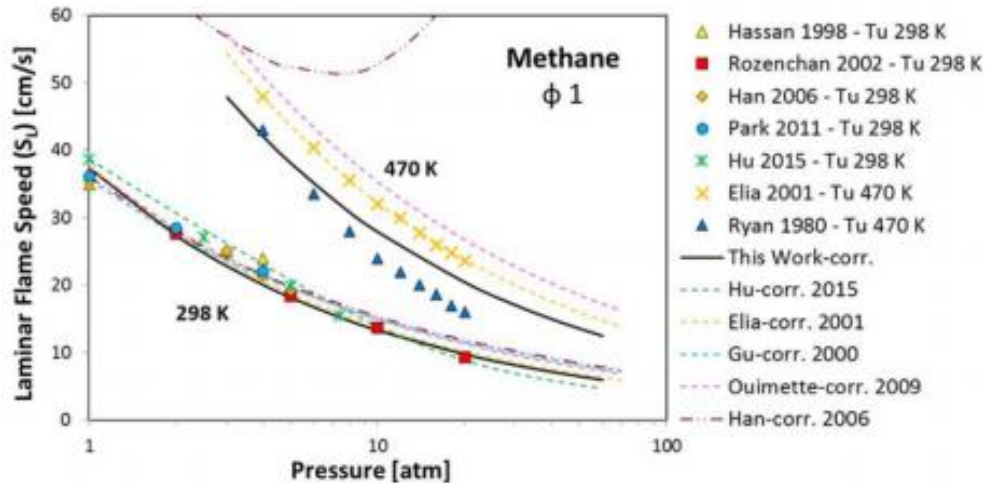 60
50
40
30
20
10
0
Laminar Flame Speed (S_L) [cm/s]
Methane
ϕ 1
470 K
298 K
1
10
100
Pressure [atm]
Hassan 1998 - Tu 298 K
Rozenchan 2002 - Tu 298 K
Han 2006 - Tu 298 K
Park 2011 - Tu 298 K
Hu 2015 - Tu 298 K
Elia 2001 - Tu 470 K
Ryan 1980 - Tu 470 K
This Work-corr.
Hu-corr. 2015
Elia-corr. 2001
Gu-corr. 2000
Ouimette-corr. 2009
Han-corr. 2006